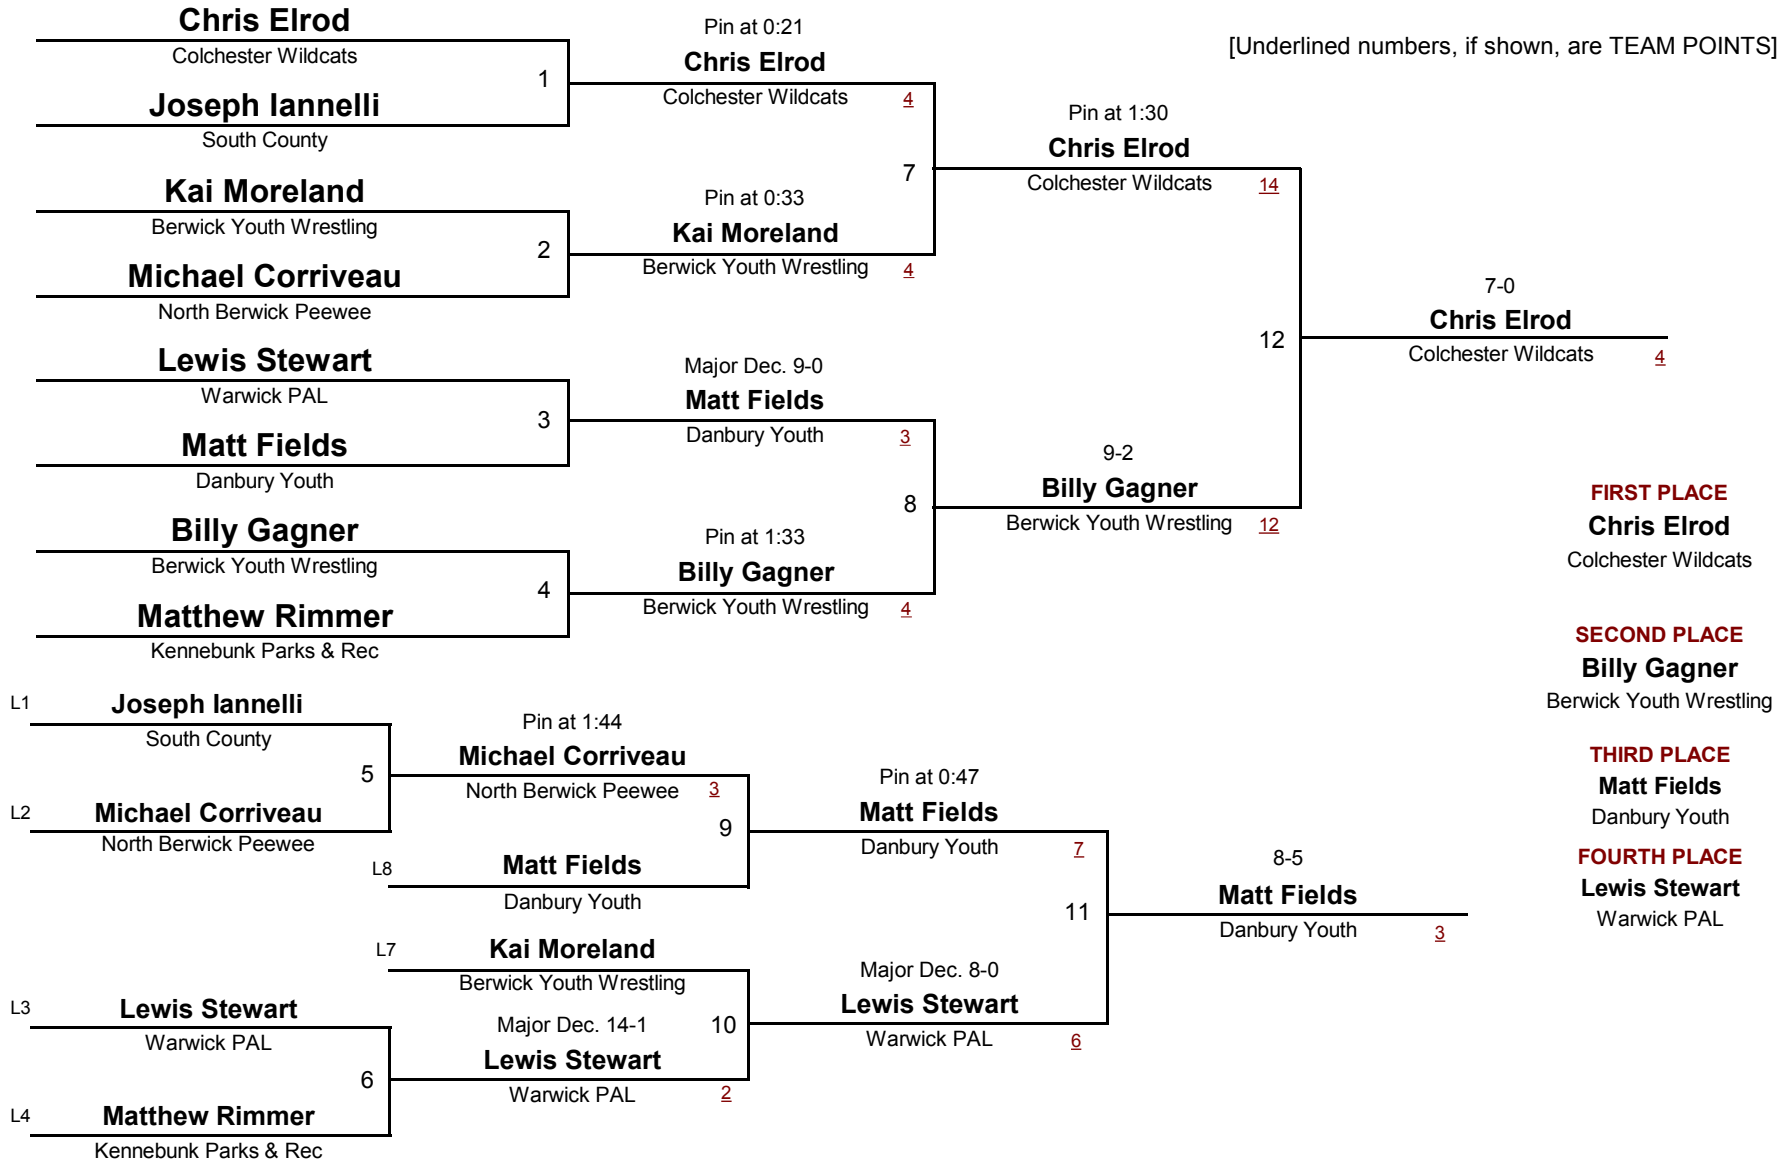 [Underlined numbers, if shown, are TEAM POINTS]
Chris Elrod
Colchester Wildcats
1
Joseph Iannelli
South County
Kai Moreland
Berwick Youth Wrestling
2
Michael Corriveau
North Berwick Peewee
Lewis Stewart
Warwick PAL
3
Matt Fields
Danbury Youth
Billy Gagner
Berwick Youth Wrestling
4
Matthew Rimmer
Kennebunk Parks & Rec
Pin at 0:21
Chris Elrod
Colchester Wildcats 4
7
Pin at 0:33
Kai Moreland
Berwick Youth Wrestling 4
Major Dec. 9-0
Matt Fields
Danbury Youth 3
8
Pin at 1:33
Billy Gagner
Berwick Youth Wrestling 4
Pin at 1:30
Chris Elrod
Colchester Wildcats 14
12
9-2
Billy Gagner
Berwick Youth Wrestling 12
7-0
Chris Elrod
Colchester Wildcats 4
FIRST PLACE
Chris Elrod
Colchester Wildcats
SECOND PLACE
Billy Gagner
Berwick Youth Wrestling
THIRD PLACE
Matt Fields
Danbury Youth
FOURTH PLACE
Lewis Stewart
Warwick PAL
L1 Joseph Iannelli
South County
5
L2 Michael Corriveau
North Berwick Peewee
L3 Lewis Stewart
Warwick PAL
6
L4 Matthew Rimmer
Kennebunk Parks & Rec
Pin at 1:44
Michael Corriveau
North Berwick Peewee 3
9
L8 Matt Fields
Danbury Youth
L7 Kai Moreland
Berwick Youth Wrestling
Major Dec. 14-1 10
Lewis Stewart
Warwick PAL 2
Pin at 0:47
Matt Fields
Danbury Youth 7
11
Major Dec. 8-0
Lewis Stewart
Warwick PAL 6
8-5
Matt Fields
Danbury Youth 3